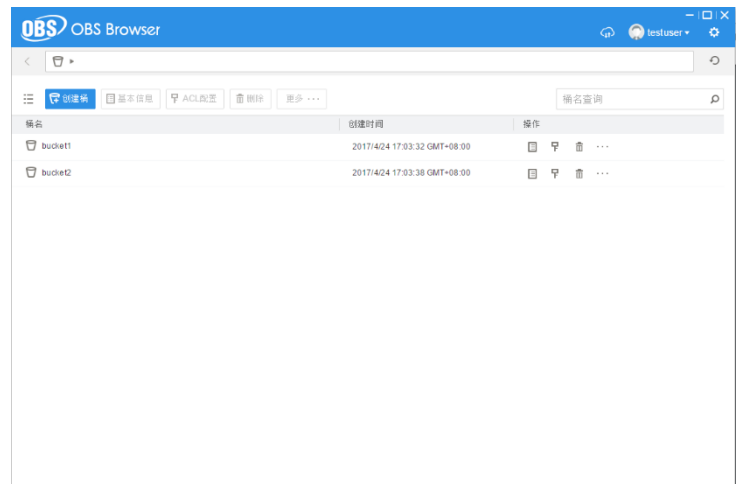 OBS OBS Browser
testuser
创建桶 基本信息 ACL配置 删除 更多 ···
桶名查询
桶名 创建时间 操作
bucket1 2017/4/24 17:03:32 GMT+08:00 ···
bucket2 2017/4/24 17:03:38 GMT+08:00 ···